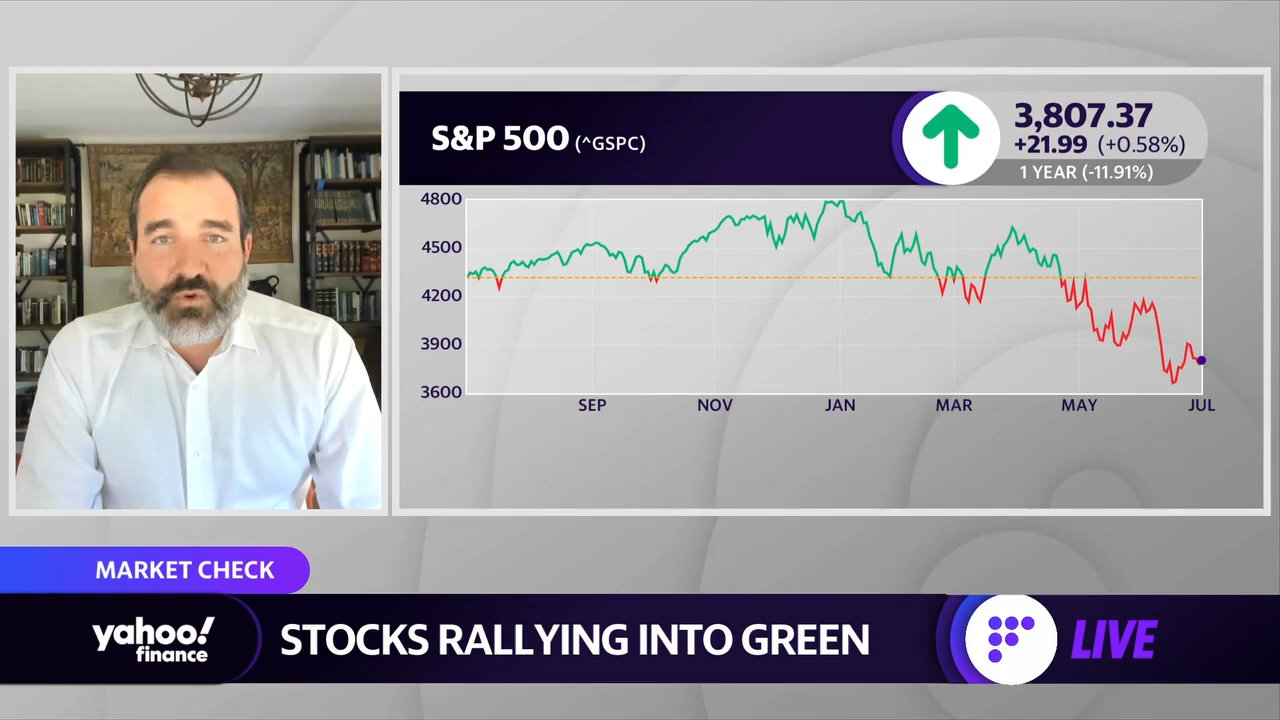 S&P 500 (^GSPC)
3,807.37
+21.99 (+0.58%)
1 YEAR (-11.91%)
4800
4500
4200
3900
3600
SEP NOV JAN MAR MAY JUL
MARKET CHECK
yahoo!
finance
STOCKS RALLYING INTO GREEN
LIVE